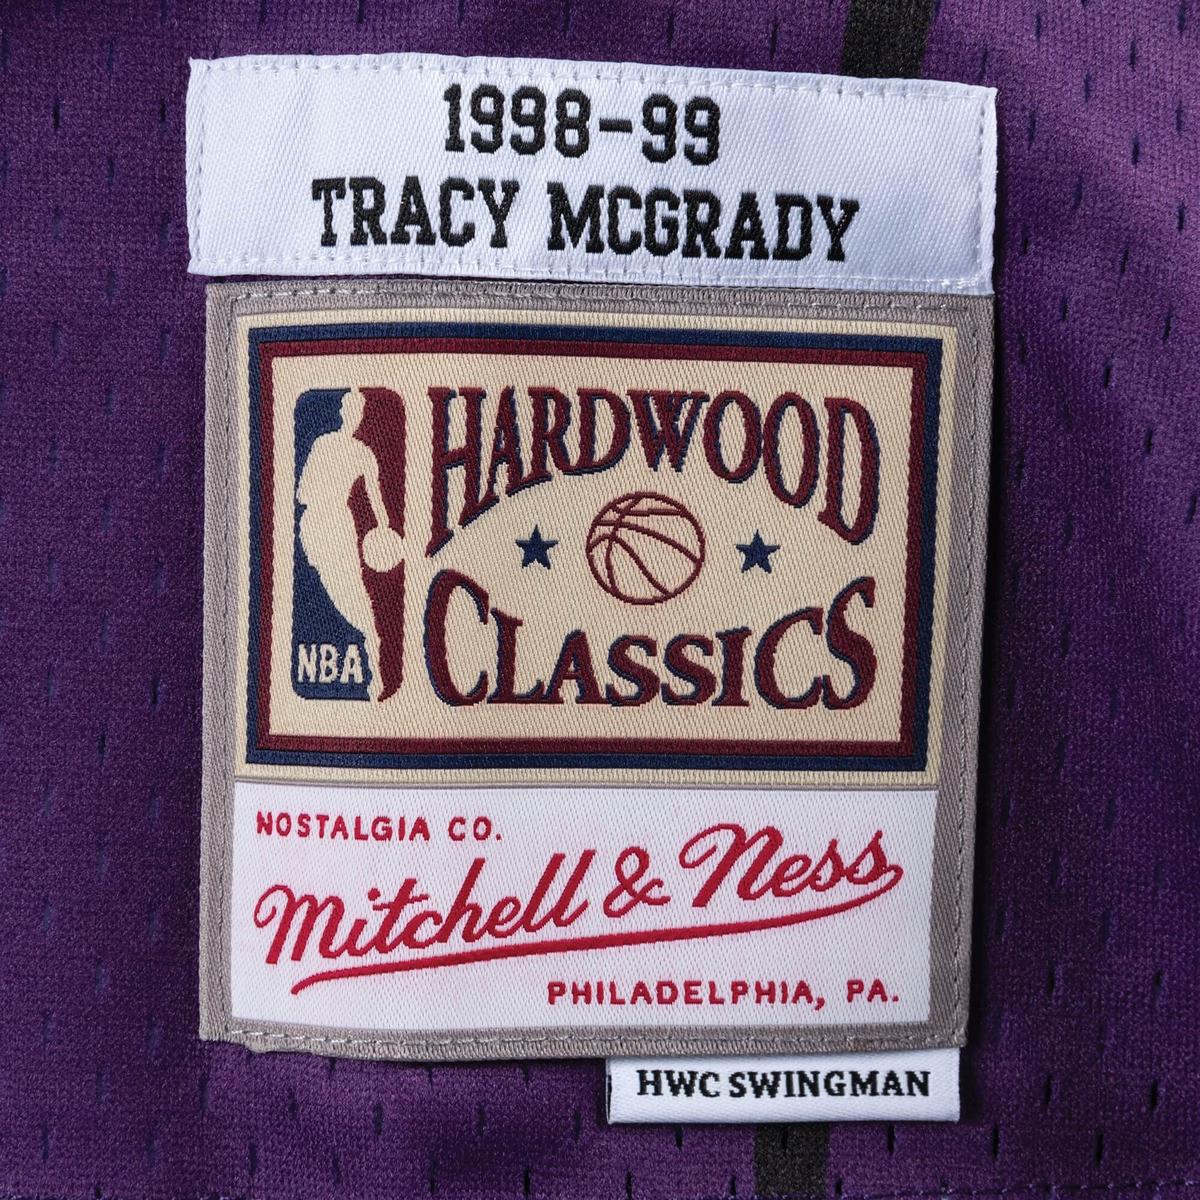 1998-99
TRACY MCGRADY
HARDWOOD
CLASSICS
NBA
NOSTALGIA CO.
Mitchell & Ness
PHILADELPHIA, PA.
HWC SWINGMAN